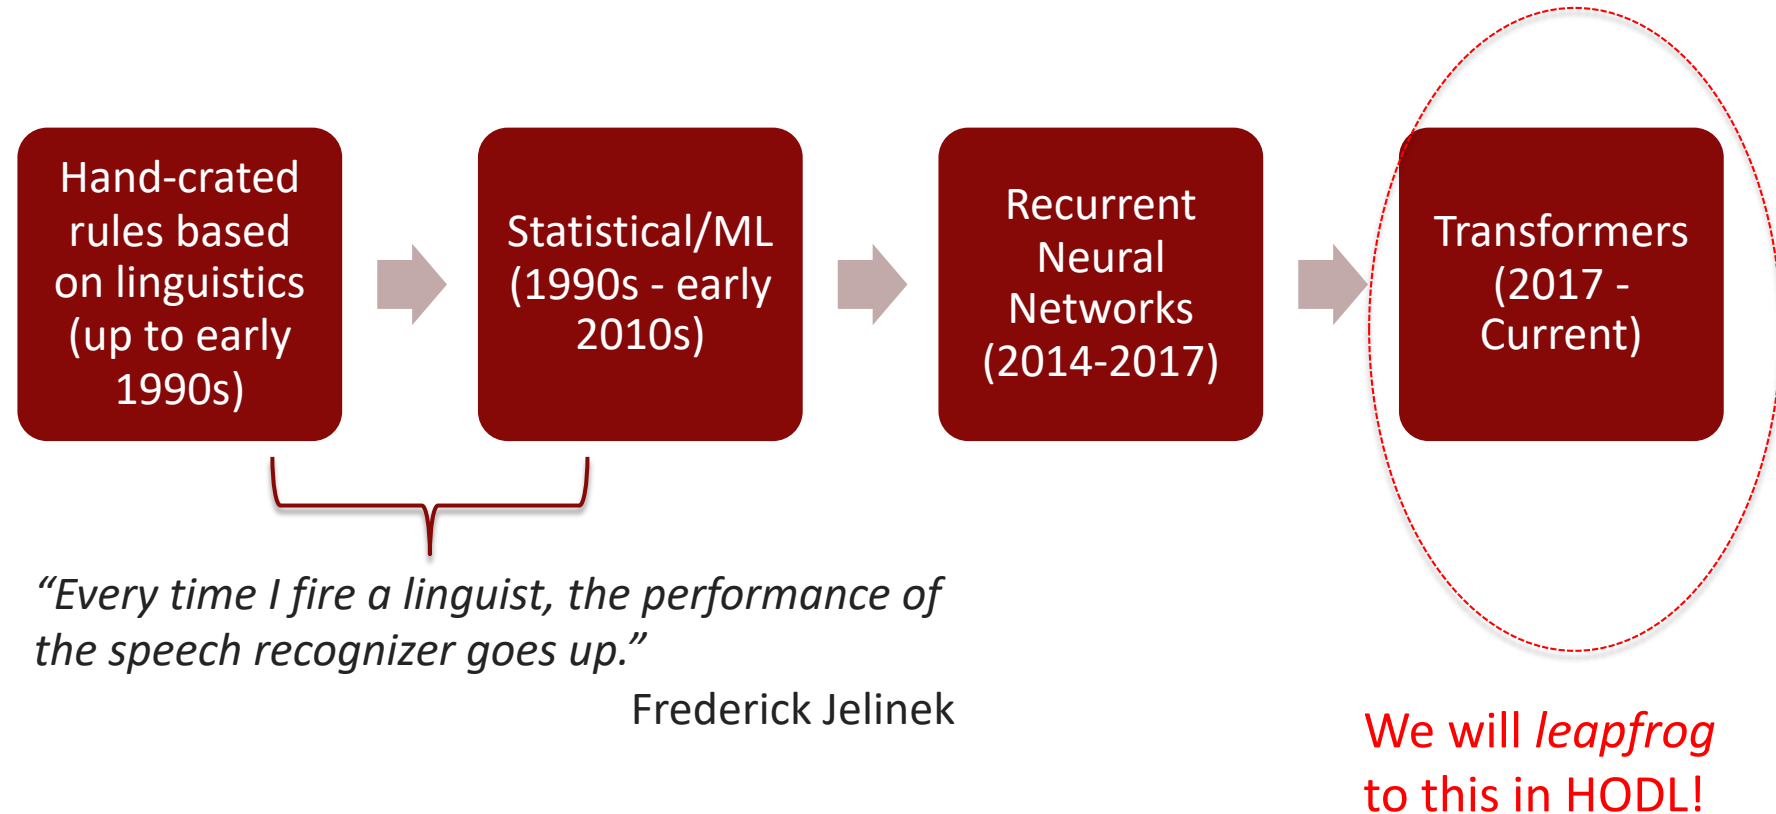 Hand-crated
rules based
on linguistics
(up to early
1990s)
Statistical/ML
(1990s - early
2010s)
Recurrent
Neural
Networks
(2014-2017)
Transformers
(2017 -
Current)
“Every time I fire a linguist, the performance of
the speech recognizer goes up.”
Frederick Jelinek
We will leapfrog
to this in HODL!